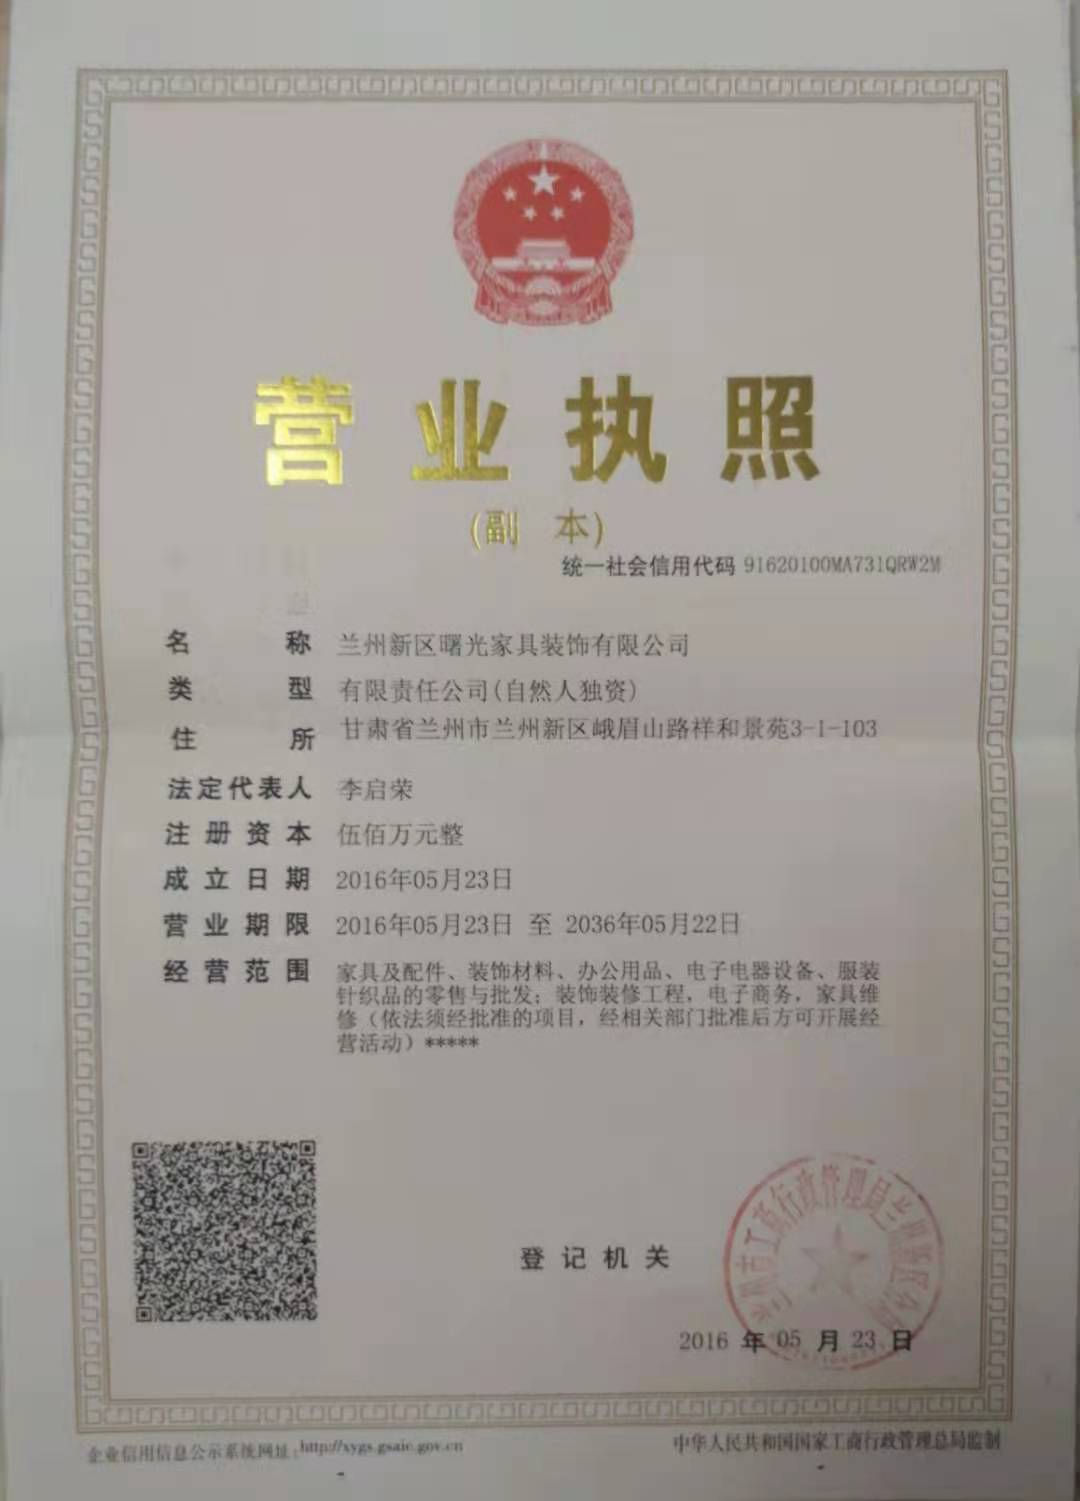 营业执照
(副 本)
统一社会信用代码 91620100MA731QRW2M
名 称 兰州新区曙光家具装饰有限公司
类 型 有限责任公司(自然人独资)
住 所 甘肃省兰州市兰州新区峨眉山路祥和景苑3-1-103
法定代表人 李启荣
注册资本 伍佰万元整
成立日期 2016年05月23日
营业期限 2016年05月23日 至 2036年05月22日
经营范围 家具及配件、装饰材料、办公用品、电子电器设备、服装
针织品的零售与批发；装饰装修工程，电子商务，家具维
修（依法须经批准的项目，经相关部门批准后方可开展经
营活动）*****
登记机关
2016 年 05 月 23 日
企业信用信息公示系统网址：http://xygs.gsaic.gov.cn
中华人民共和国国家工商行政管理总局监制